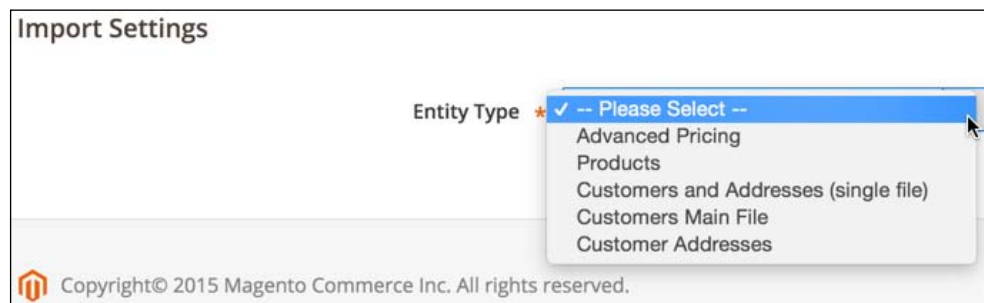 Import Settings
Entity Type * ✓ -- Please Select --
Advanced Pricing
Products
Customers and Addresses (single file)
Customers Main File
Customer Addresses
Copyright© 2015 Magento Commerce Inc. All rights reserved.